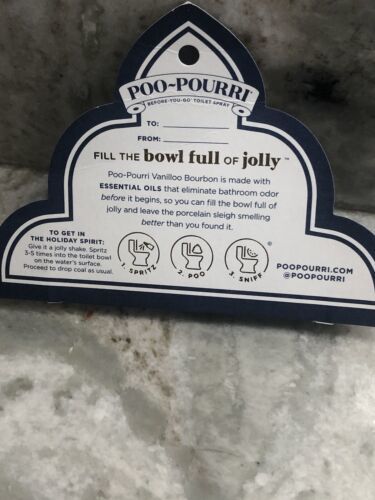 POO~POURRI
BEFORE-YOU-GO® TOILET SPRAY
TO:
FROM:
FILL THE bowl full OF jolly™
Poo-Pourri Vanilloo Bourbon is made with
ESSENTIAL OILS that eliminate bathroom odor
before it begins, so you can fill the bowl full of
jolly and leave the porcelain sleigh smelling
better than you found it.
TO GET IN
THE HOLIDAY SPIRIT:
Give it a jolly shake. Spritz
3-5 times into the toilet bowl
on the water's surface.
Proceed to drop coal as usual.
1. SPRITZ
2. POO
3. SNIFF
®
POOPOURRI.COM
@POOPOURRI